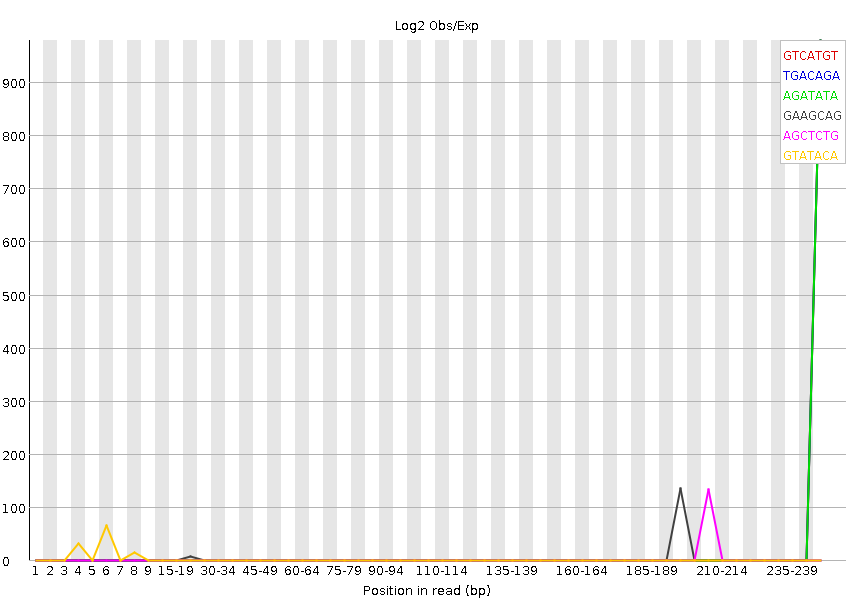 Log2 Obs/Exp
GTCATGT
TGACAGA
AGATATA
GAAGCAG
AGCTCTG
GTATACA
900
800
700
600
500
400
300
200
100
0
1 2 3 4 5 6 7 8 9 15-19 30-34 45-49 60-64 75-79 90-94 110-114 135-139 160-164 185-189 210-214 235-239
Position in read (bp)